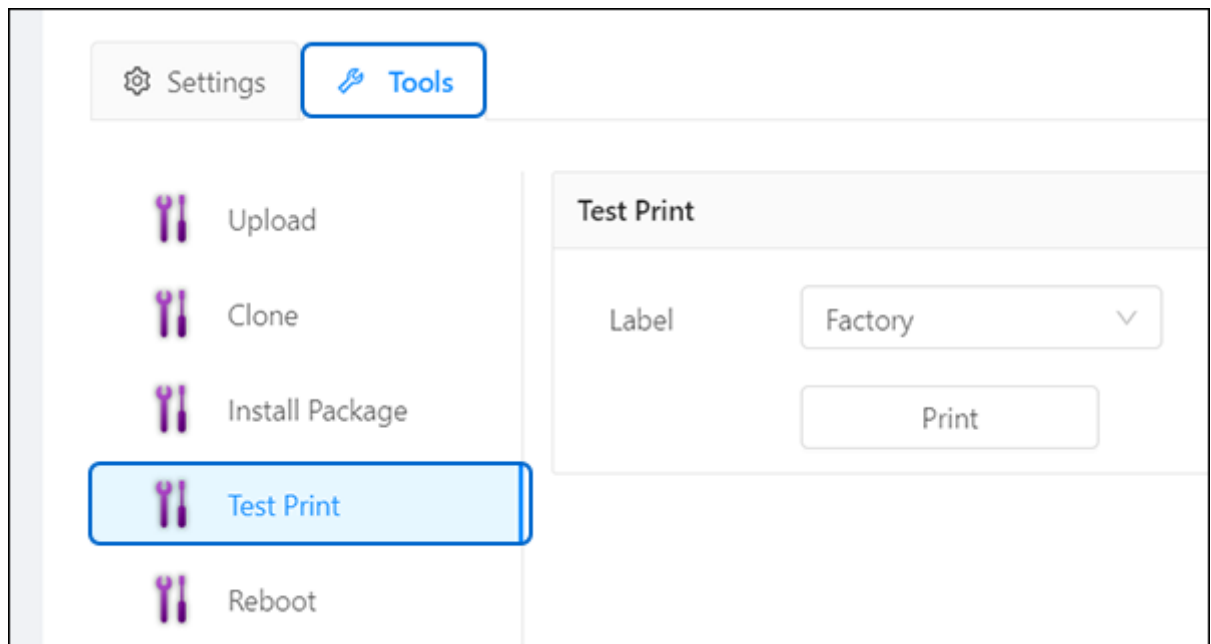 Settings
Tools
Upload
Clone
Install Package
Test Print
Reboot
Test Print
Label
Factory
Print